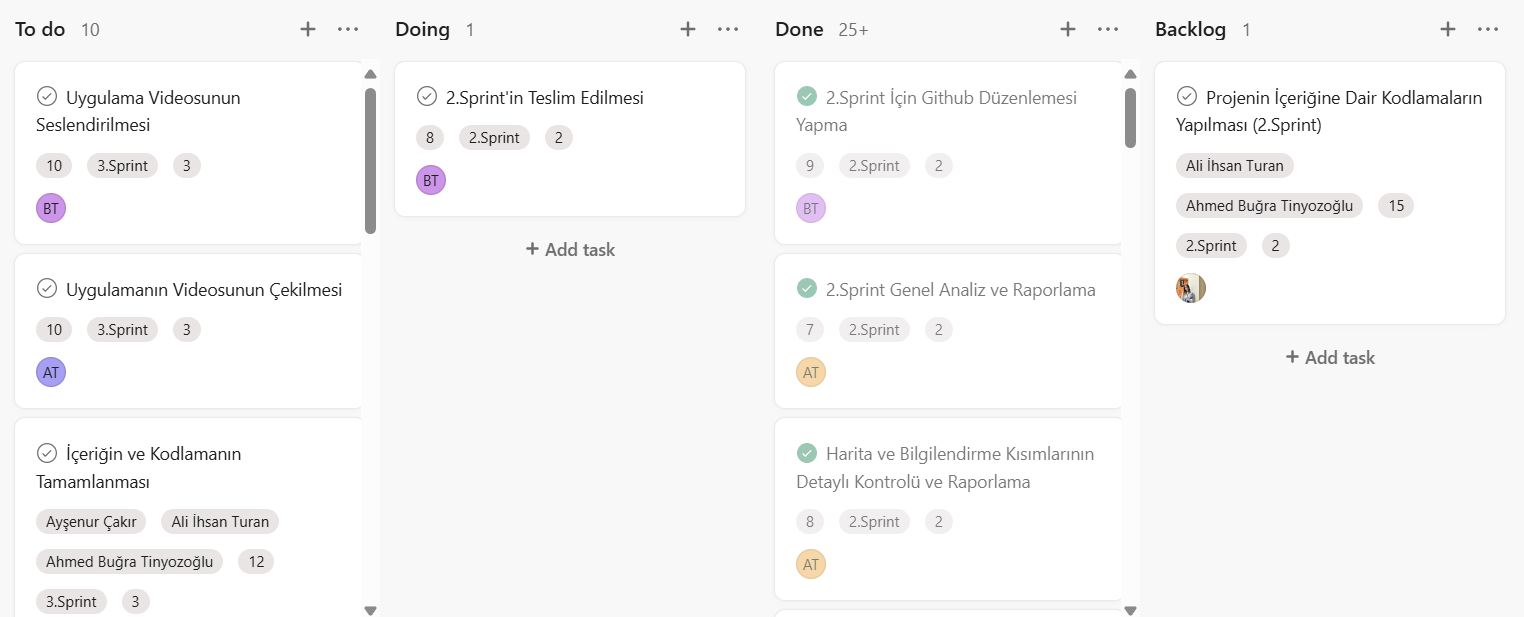 To do 10
Uygulama Videosunun
Seslendirilmesi
10 3.Sprint 3
BT
Uygulamanın Videosunun Çekilmesi
10 3.Sprint 3
AT
İçeriğin ve Kodlamanın
Tamamlanması
Ayşenur Çakır Ali İhsan Turan
Ahmed Buğra Tinyozoğlu 12
3.Sprint 3
Doing 1
2.Sprint'in Teslim Edilmesi
8 2.Sprint 2
BT
+ Add task
Done 25+
2.Sprint İçin Github Düzenlemesi
Yapma
9 2.Sprint 2
BT
2.Sprint Genel Analiz ve Raporlama
7 2.Sprint 2
AT
Harita ve Bilgilendirme Kısımlarının
Detaylı Kontrolü ve Raporlama
8 2.Sprint 2
AT
Backlog 1
Projenin İçeriğine Dair Kodlamaların
Yapılması (2.Sprint)
Ali İhsan Turan
Ahmed Buğra Tinyozoğlu 15
2.Sprint 2
+ Add task